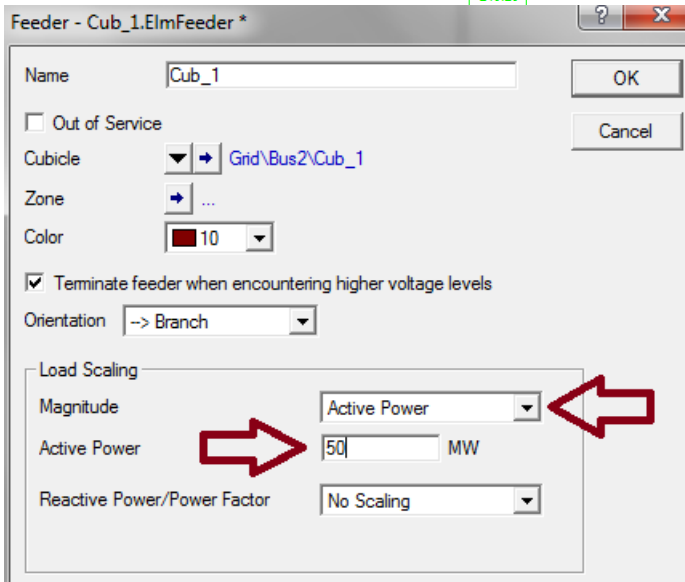 Feeder - Cub_1.ElmFeeder *
Name Cub_1 OK
Out of Service Cancel
Cubicle Grid\Bus2\Cub_1
Zone ...
Color 10
Terminate feeder when encountering higher voltage levels
Orientation --> Branch
Load Scaling
Magnitude Active Power
Active Power 50 MW
Reactive Power/Power Factor No Scaling